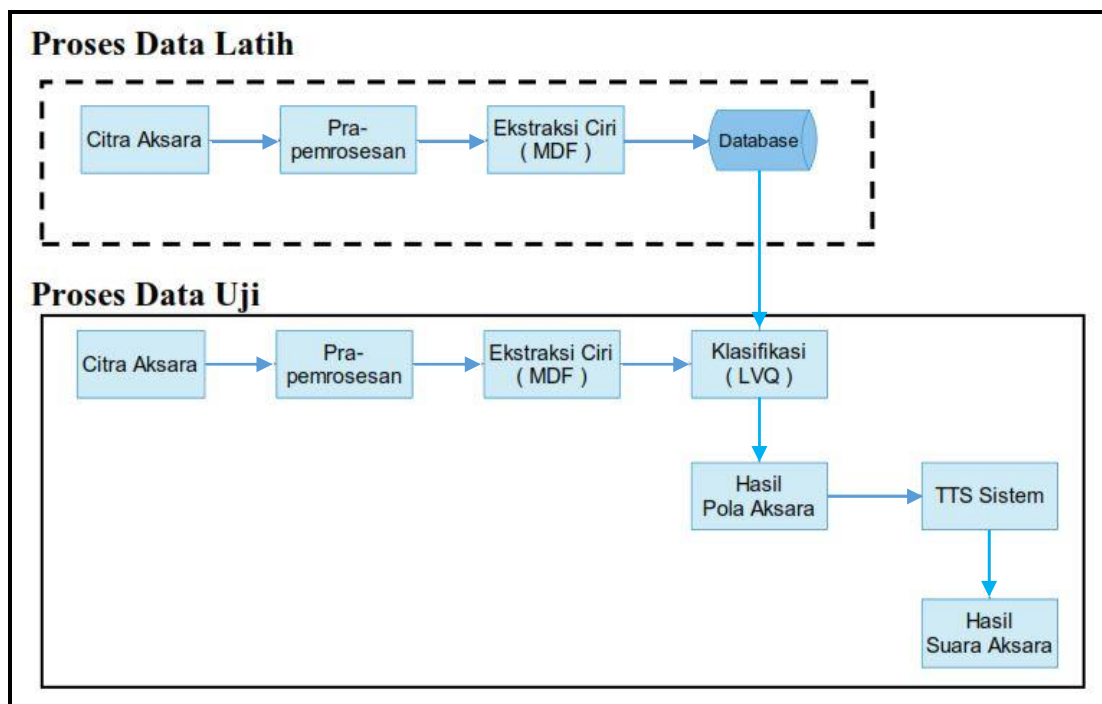 Proses Data Latih
Citra Aksara
Pra-
pemrosesan
Ekstraksi Ciri
( MDF )
Database
Proses Data Uji
Citra Aksara
Pra-
pemrosesan
Ekstraksi Ciri
( MDF )
Klasifikasi
( LVQ )
Hasil
Pola Aksara
TTS Sistem
Hasil
Suara Aksara